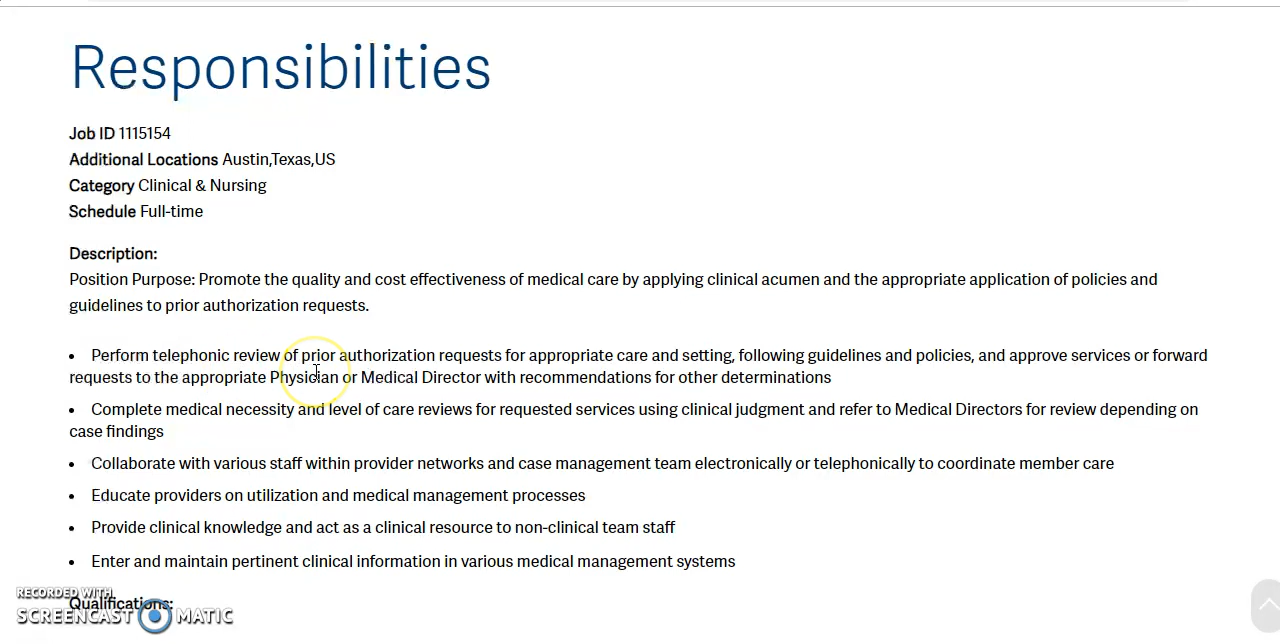 Responsibilities
Job ID 1115154
Additional Locations Austin,Texas,US
Category Clinical & Nursing
Schedule Full-time
Description:
Position Purpose: Promote the quality and cost effectiveness of medical care by applying clinical acumen and the appropriate application of policies and
guidelines to prior authorization requests.
• Perform telephonic review of prior authorization requests for appropriate care and setting, following guidelines and policies, and approve services or forward
requests to the appropriate Physician or Medical Director with recommendations for other determinations
• Complete medical necessity and level of care reviews for requested services using clinical judgment and refer to Medical Directors for review depending on
case findings
• Collaborate with various staff within provider networks and case management team electronically or telephonically to coordinate member care
• Educate providers on utilization and medical management processes
• Provide clinical knowledge and act as a clinical resource to non-clinical team staff
• Enter and maintain pertinent clinical information in various medical management systems
Qualifications:
RECORDED WITH
SCREENCAST MATIC